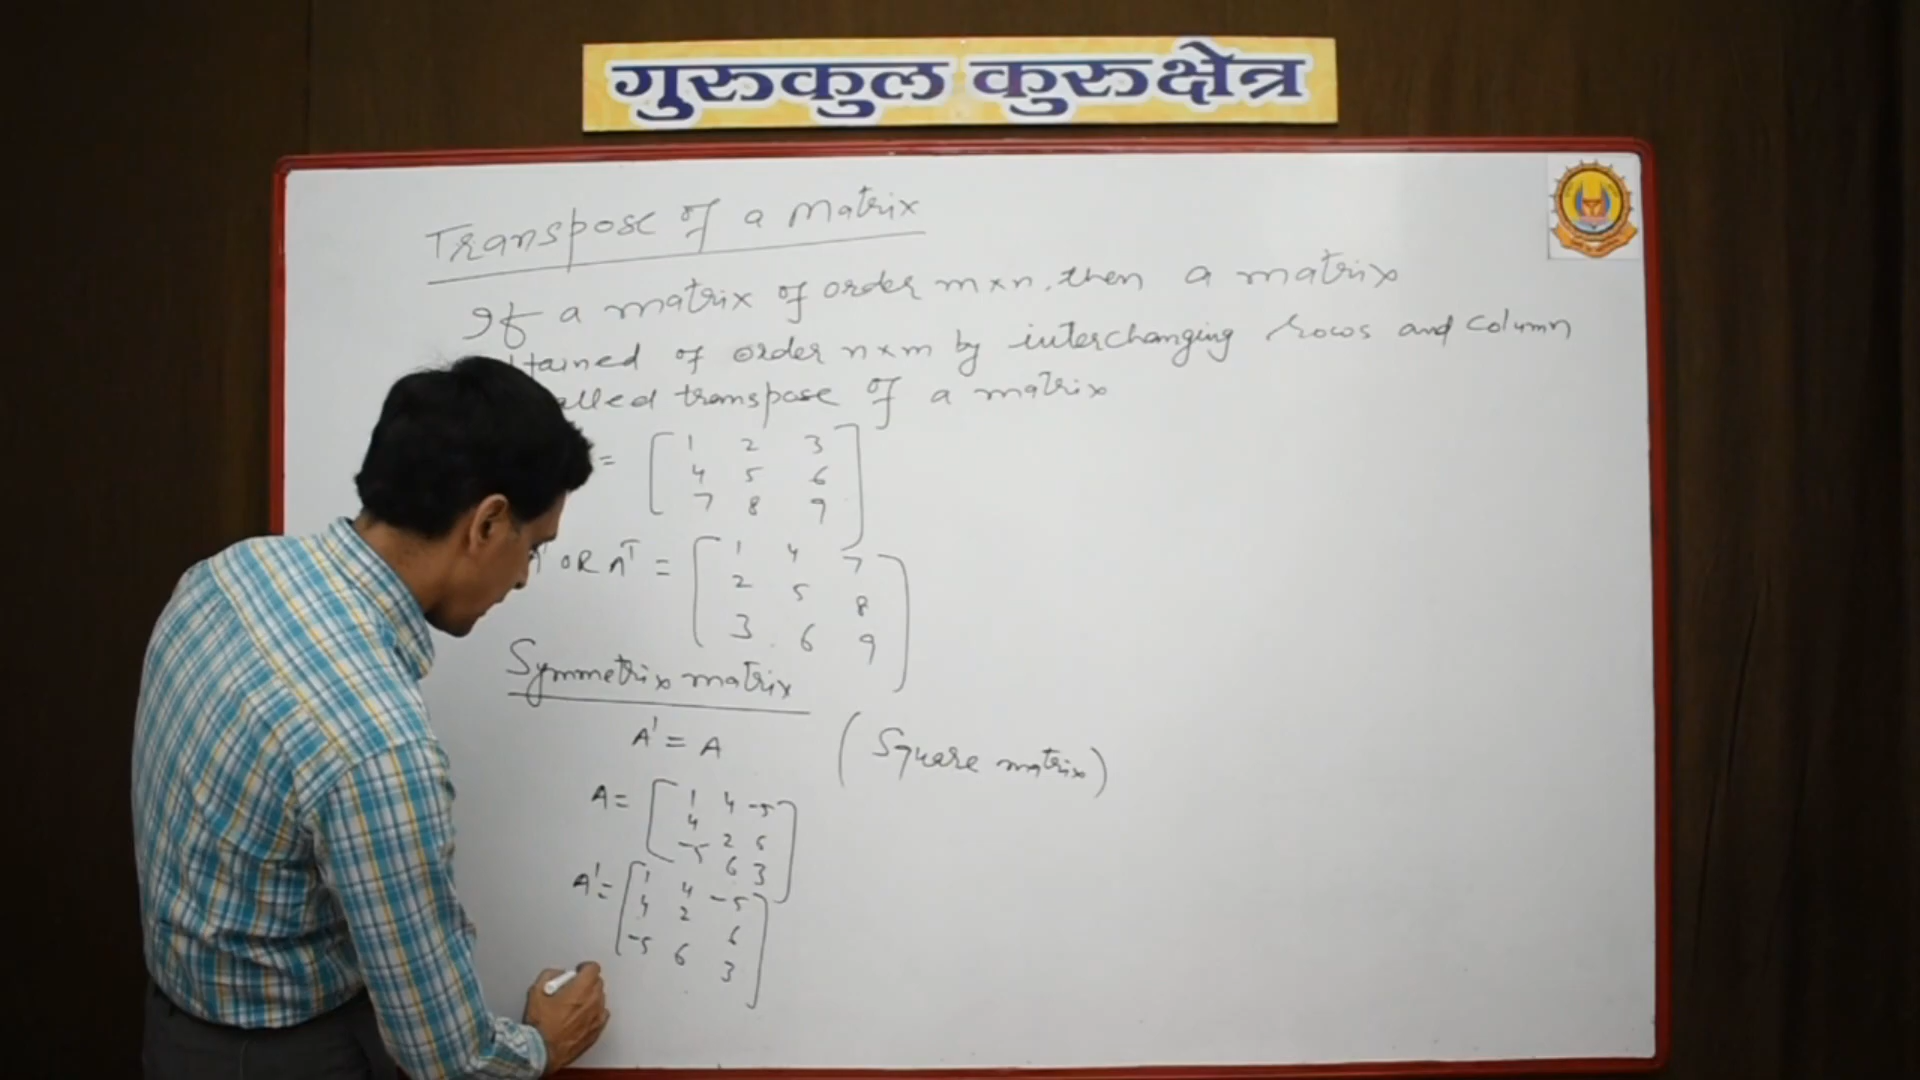 गुरुकुल कुरुक्षेत्र
Transpose of a Matrix
If a matrix of order m×n, then a matrix
tained of order n×m by interchanging rows and column
alled transpose of a matrix
= [ 1 2 3
4 5 6
7 8 9 ]
A' OR A^T = [ 1 4 7
2 5 8
3 6 9 ]
Symmetrix matrix
A' = A (Square matrix)
A = [ 1 4 -5
4 2 6
-5 6 3 ]
A' = [ 1 4 -5
4 2 6
-5 6 3 ]